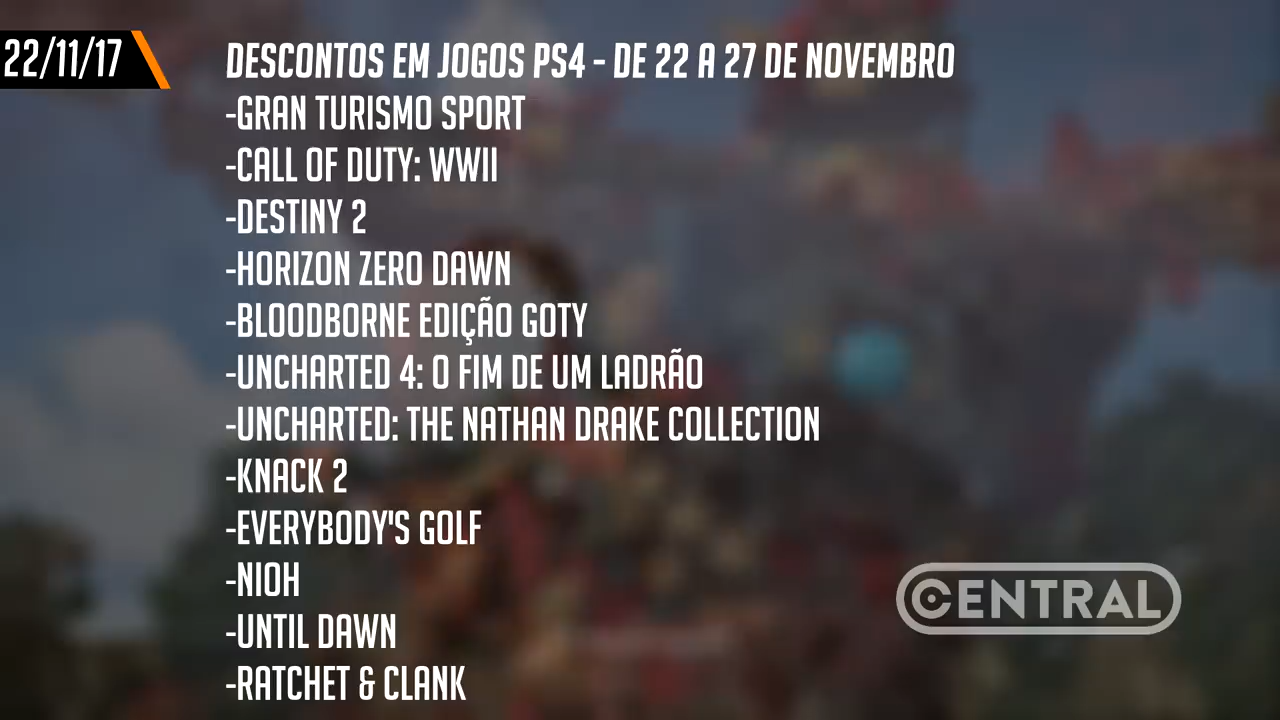 22/11/17
DESCONTOS EM JOGOS PS4 - DE 22 A 27 DE NOVEMBRO
-GRAN TURISMO SPORT
-CALL OF DUTY: WWII
-DESTINY 2
-HORIZON ZERO DAWN
-BLOODBORNE EDIÇÃO GOTY
-UNCHARTED 4: O FIM DE UM LADRÃO
-UNCHARTED: THE NATHAN DRAKE COLLECTION
-KNACK 2
-EVERYBODY'S GOLF
-NIOH
-UNTIL DAWN
-RATCHET & CLANK
CENTRAL